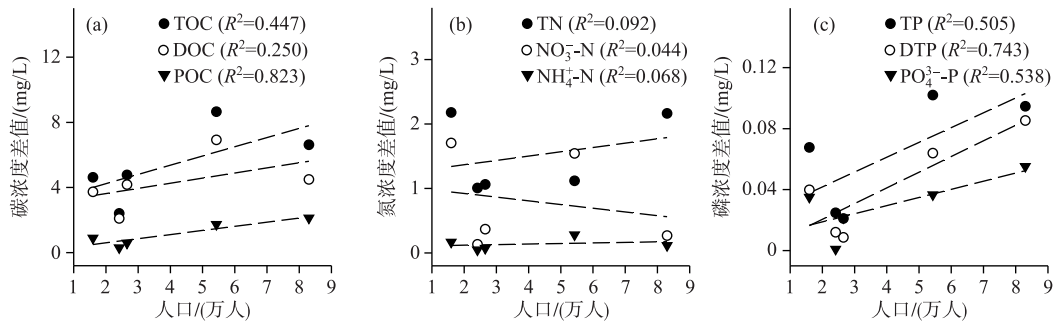 (a)
TOC (R²=0.447)
DOC (R²=0.250)
POC (R²=0.823)
12
8
4
0
碳浓度差值/(mg/L)
1 2 3 4 5 6 7 8 9
人口/(万人)
(b)
TN (R²=0.092)
NO₃⁻-N (R²=0.044)
NH₄⁺-N (R²=0.068)
3
2
1
0
氮浓度差值/(mg/L)
1 2 3 4 5 6 7 8 9
人口/(万人)
(c)
TP (R²=0.505)
DTP (R²=0.743)
PO₄³⁻-P (R²=0.538)
0.12
0.08
0.04
0
磷浓度差值/(mg/L)
1 2 3 4 5 6 7 8 9
人口/(万人)